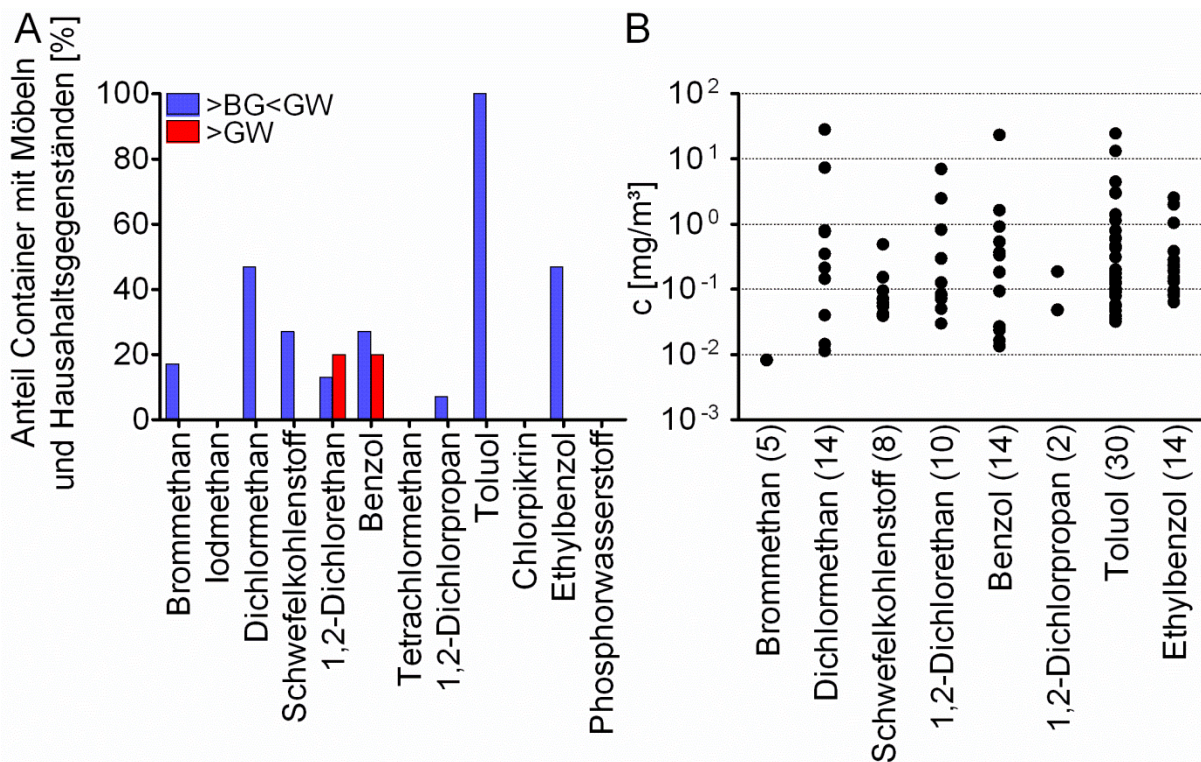 A
Anteil Container mit Möbeln
und Hausahaltsgegenständen [%]
100
80
60
40
20
0
>BG<GW
>GW
Brommethan
Iodmethan
Dichlormethan
Schwefelkohlenstoff
1,2-Dichlorethan
Benzol
Tetrachlormethan
1,2-Dichlorpropan
Toluol
Chlorpikrin
Ethylbenzol
Phosphorwasserstoff
B
c [mg/m³]
10²
10¹
10⁰
10⁻¹
10⁻²
10⁻³
Brommethan (5)
Dichlormethan (14)
Schwefelkohlenstoff (8)
1,2-Dichlorethan (10)
Benzol (14)
1,2-Dichlorpropan (2)
Toluol (30)
Ethylbenzol (14)